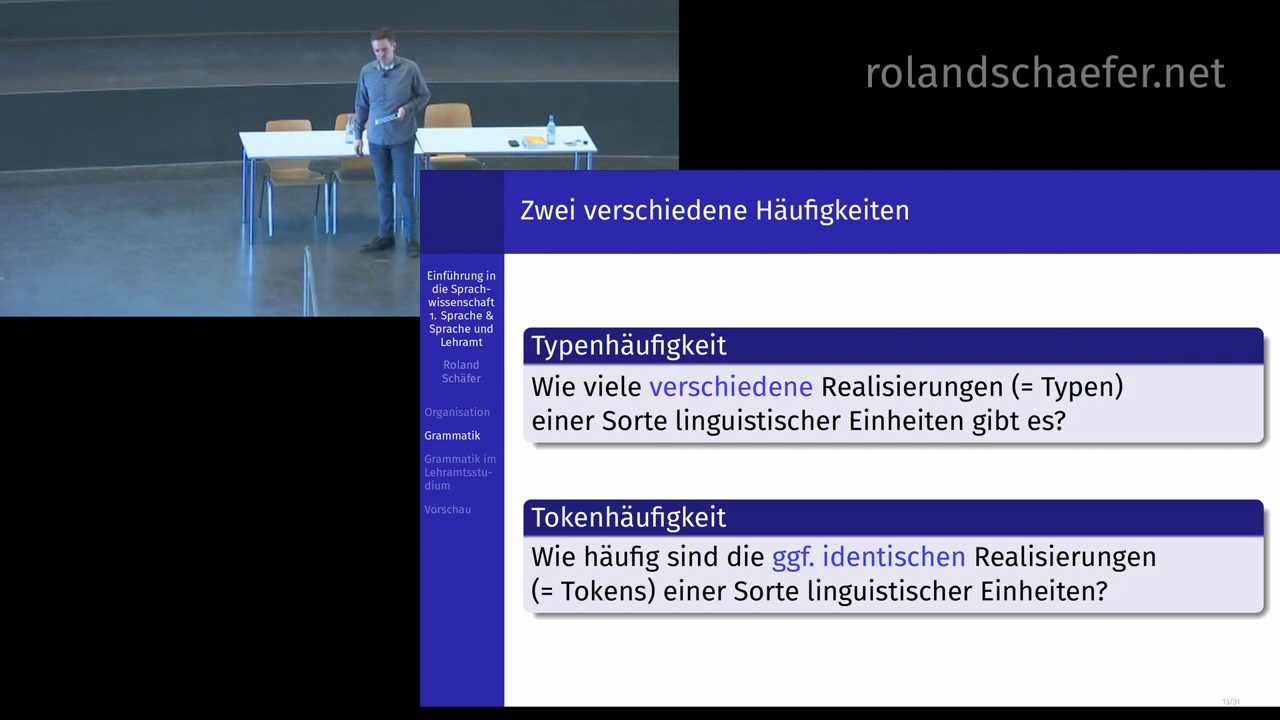 rolandschaefer.net
Zwei verschiedene Häufigkeiten
Einführung in
die Sprach-
wissenschaft
1. Sprache &
Sprache und
Lehramt
Roland
Schäfer
Organisation
Grammatik
Grammatik im
Lehramtsstu-
dium
Vorschau
Typenhäufigkeit
Wie viele verschiedene Realisierungen (= Typen)
einer Sorte linguistischer Einheiten gibt es?
Tokenhäufigkeit
Wie häufig sind die ggf. identischen Realisierungen
(= Tokens) einer Sorte linguistischer Einheiten?
13/31